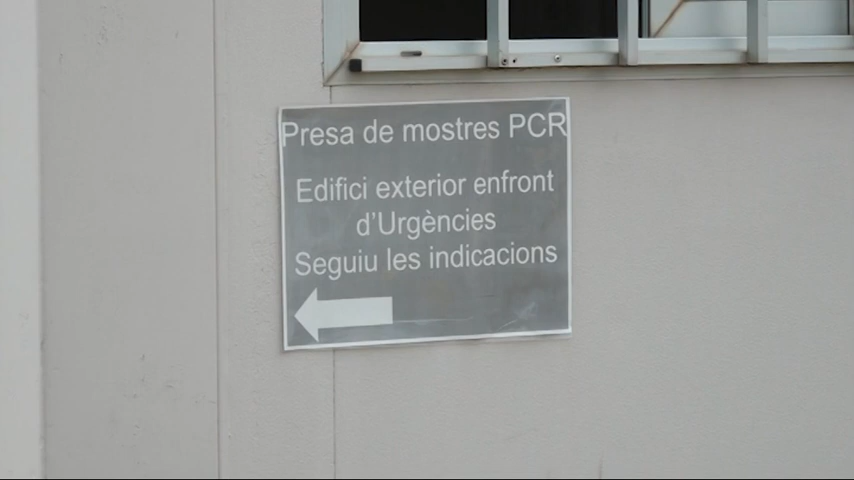 Presa de mostres PCR
Edifici exterior enfront
d'Urgències
Seguiu les indicacions